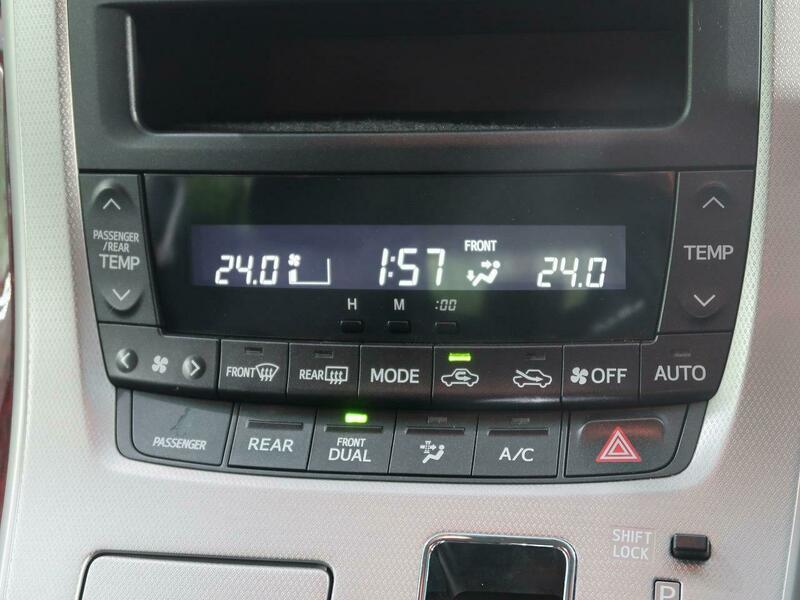 PASSENGER
/REAR
TEMP
24.0
1:57
FRONT
24.0
TEMP
H M :00
FRONT
REAR
MODE
OFF
AUTO
PASSENGER
REAR
FRONT
DUAL
A/C
SHIFT
LOCK
P